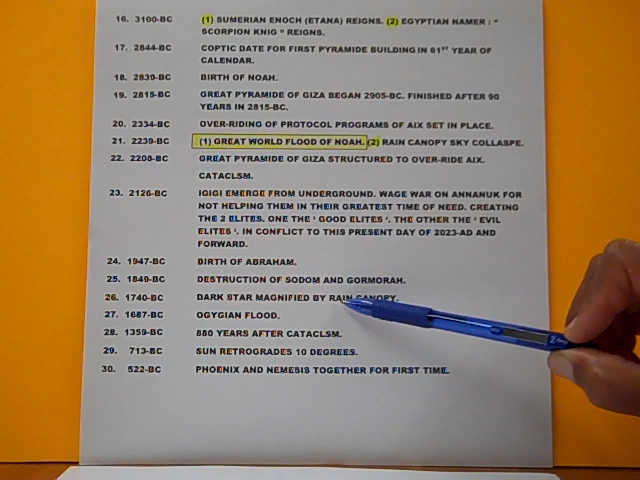 16. 3100-BC (1) SUMERIAN ENOCH (ETANA) REIGNS. (2) EGYPTIAN NAMER : "
SCORPION KNIG " REIGNS.
17. 2844-BC COPTIC DATE FOR FIRST PYRAMIDE BUILDING IN 61ST YEAR OF
CALENDAR.
18. 2839-BC BIRTH OF NOAH.
19. 2815-BC GREAT PYRAMIDE OF GIZA BEGAN 2905-BC. FINISHED AFTER 90
YEARS IN 2815-BC.
20. 2334-BC OVER-RIDING OF PROTOCOL PROGRAMS OF AIX SET IN PLACE.
21. 2239-BC (1) GREAT WORLD FLOOD OF NOAH. (2) RAIN CANOPY SKY COLLASPE.
22. 2208-BC GREAT PYRAMIDE OF GIZA STRUCTURED TO OVER-RIDE AIX.
CATACLSM.
23. 2126-BC IGIGI EMERGE FROM UNDERGROUND. WAGE WAR ON ANNANUK FOR
NOT HELPING THEM IN THEIR GREATEST TIME OF NEED. CREATING
THE 2 ELITES. ONE THE ' GOOD ELITES '. THE OTHER THE ' EVIL
ELITES '. IN CONFLICT TO THIS PRESENT DAY OF 2023-AD AND
FORWARD.
24. 1947-BC BIRTH OF ABRAHAM.
25. 1849-BC DESTRUCTION OF SODOM AND GORMORAH.
26. 1740-BC DARK STAR MAGNIFIED BY RAIN CANOPY.
27. 1687-BC OGYGIAN FLOOD.
28. 1359-BC 880 YEARS AFTER CATACLSM.
29. 713-BC SUN RETROGRADES 10 DEGREES.
30. 522-BC PHOENIX AND NEMESIS TOGETHER FOR FIRST TIME.